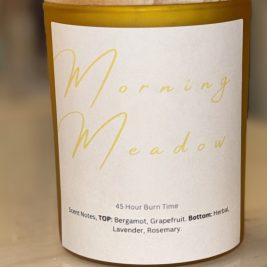 Morning
Meadow
45 Hour Burn Time
Scent Notes, TOP: Bergamot, Grapefruit. Bottom: Herbal,
Lavender, Rosemary.